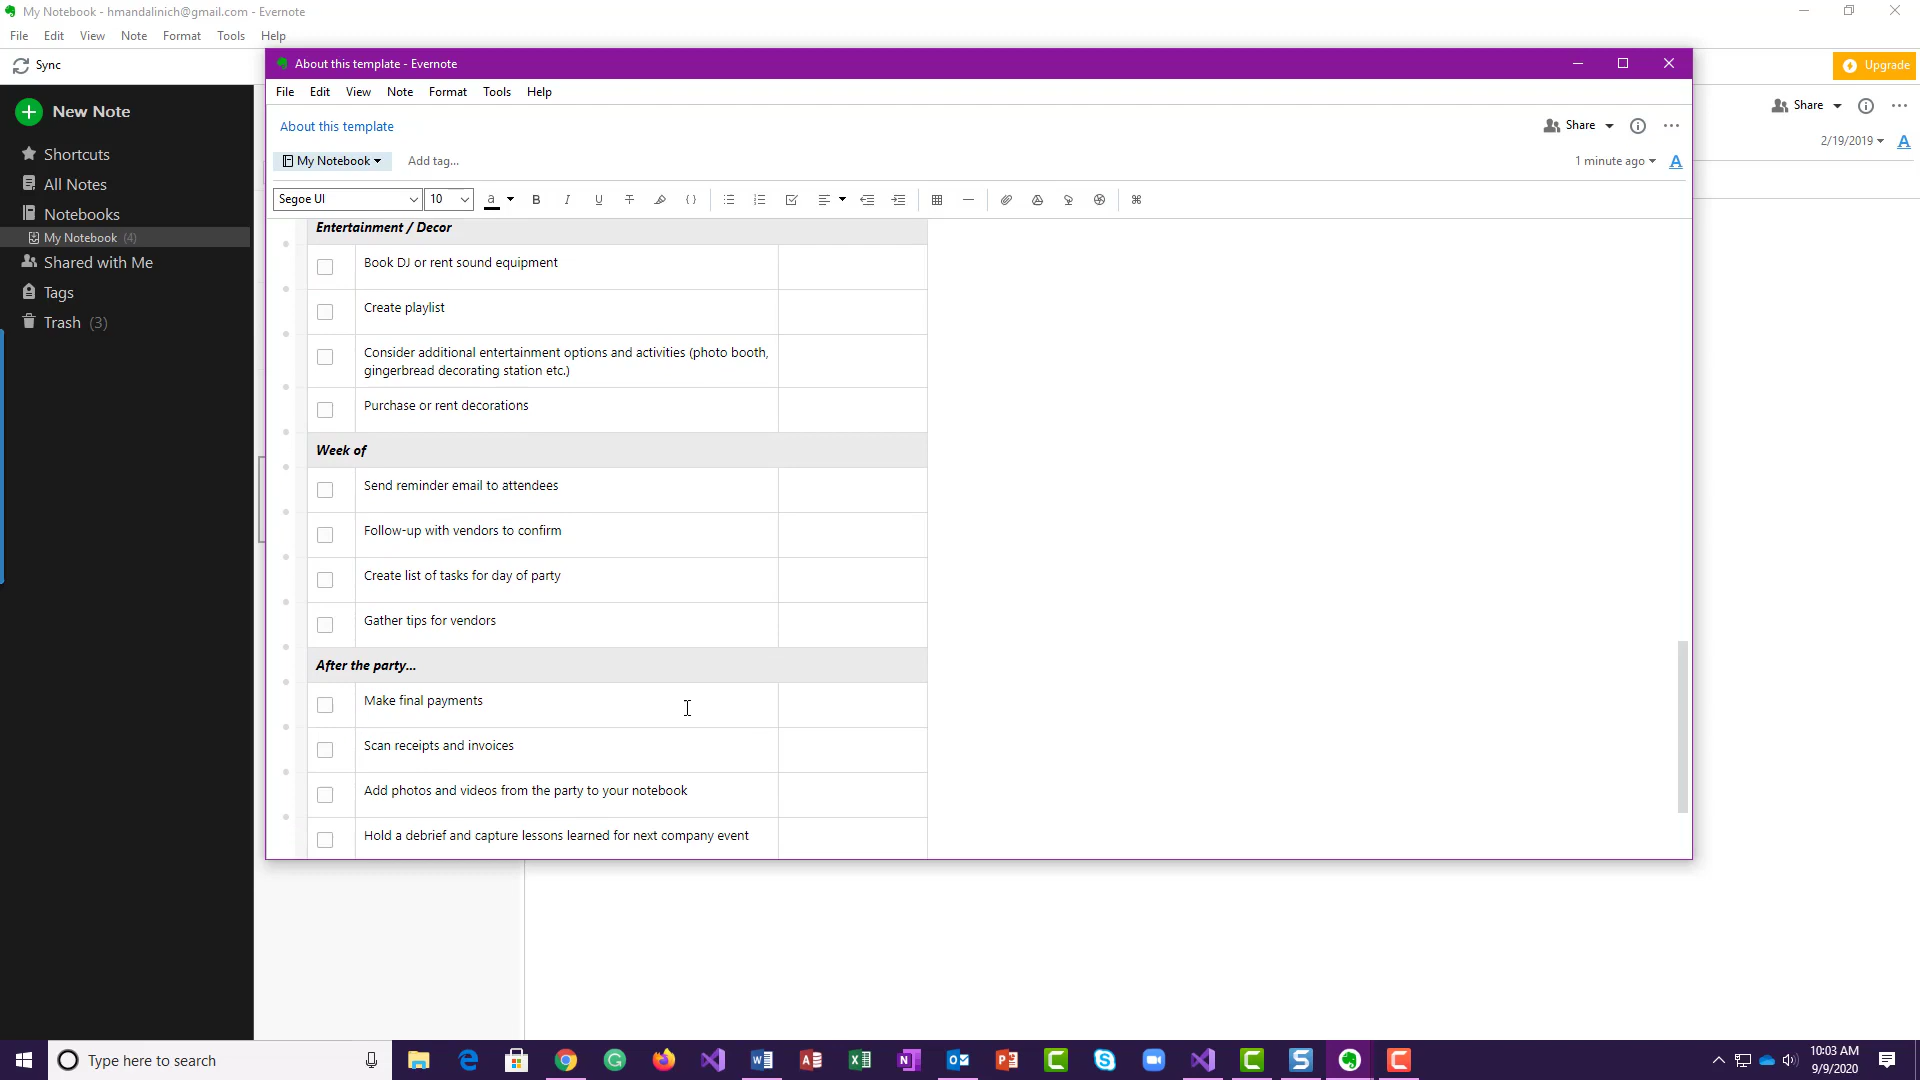 My Notebook - hmandalinich@gmail.com - Evernote
File Edit View Note Format Tools Help
Sync
Upgrade
New Note
Shortcuts
All Notes
Notebooks
My Notebook (4)
Shared with Me
Tags
Trash (3)
Share
2/19/2019
About this template - Evernote
File Edit View Note Format Tools Help
About this template
Share
My Notebook Add tag...
1 minute ago
Segoe UI 10
Entertainment / Decor
Book DJ or rent sound equipment
Create playlist
Consider additional entertainment options and activities (photo booth,
gingerbread decorating station etc.)
Purchase or rent decorations
Week of
Send reminder email to attendees
Follow-up with vendors to confirm
Create list of tasks for day of party
Gather tips for vendors
After the party...
Make final payments
Scan receipts and invoices
Add photos and videos from the party to your notebook
Hold a debrief and capture lessons learned for next company event
Type here to search
10:03 AM
9/9/2020